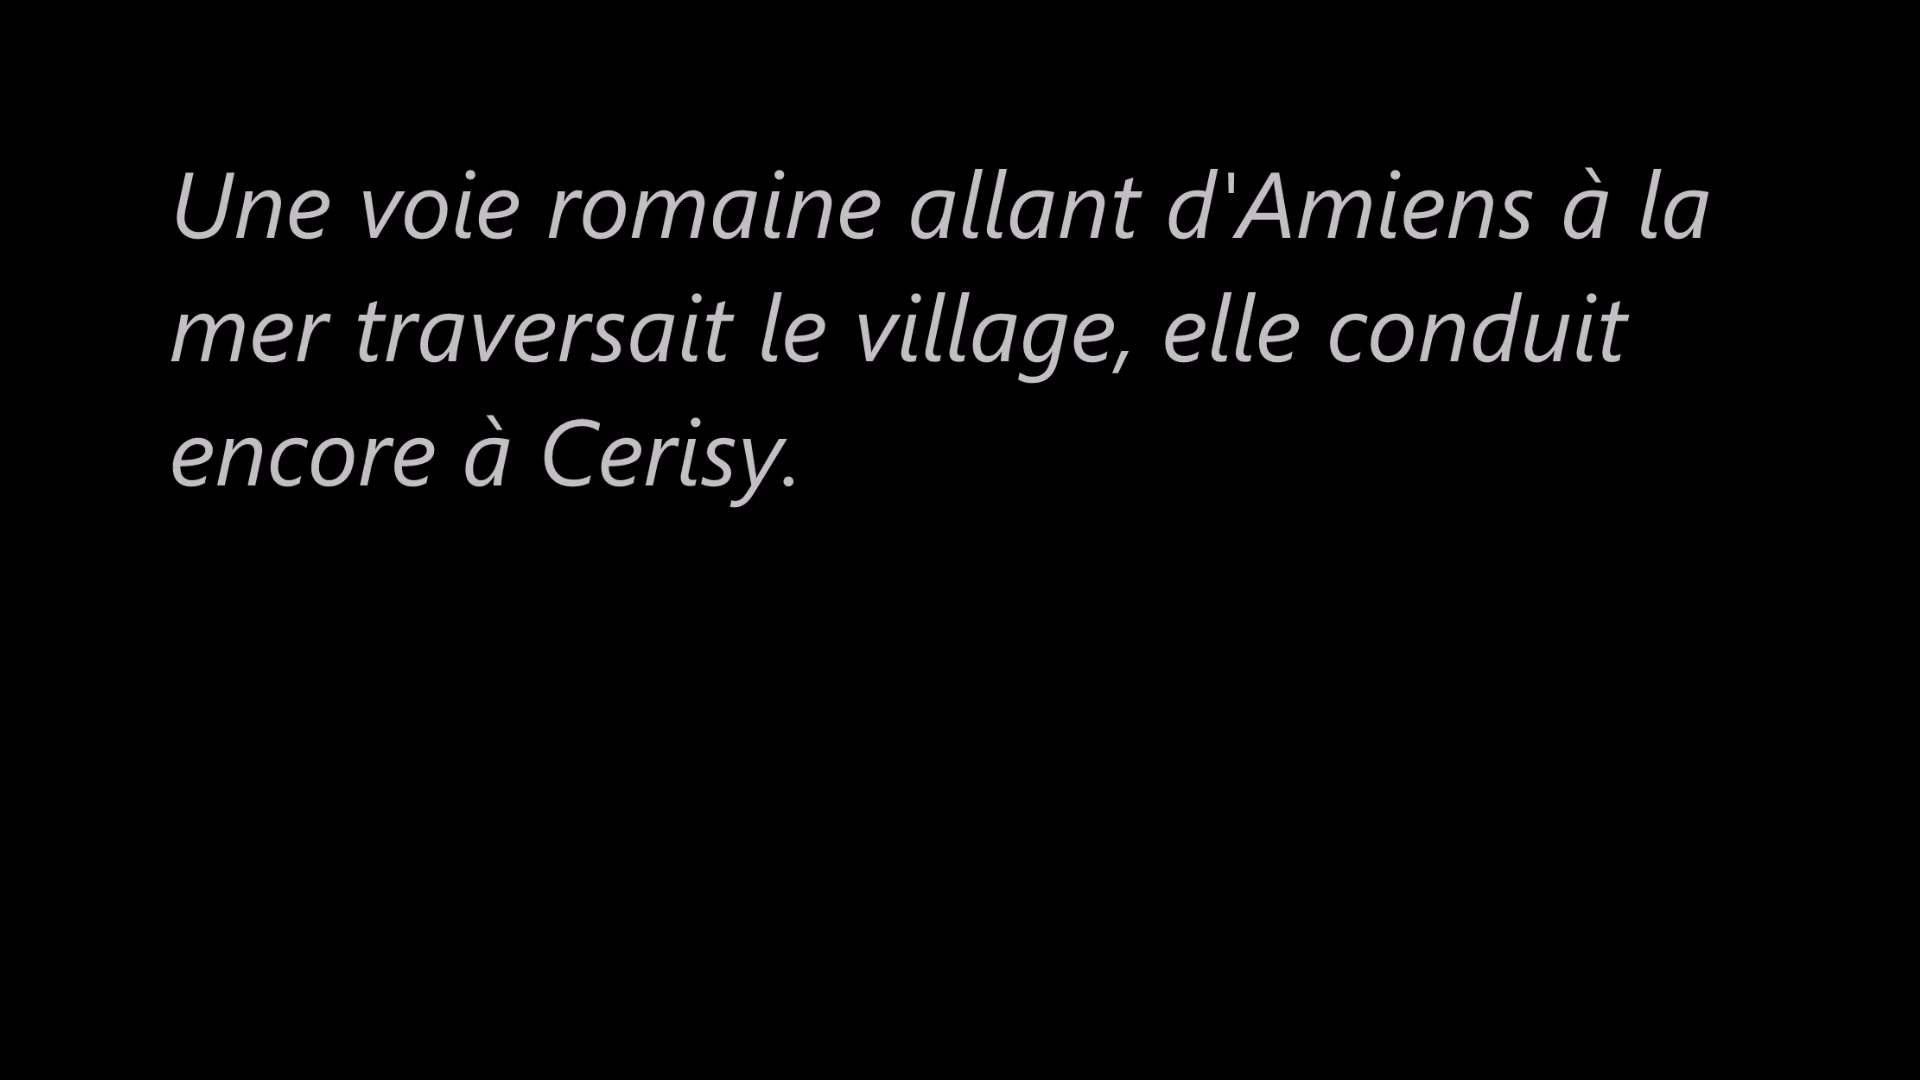 Une voie romaine allant d'Amiens à la
mer traversait le village, elle conduit
encore à Cerisy.